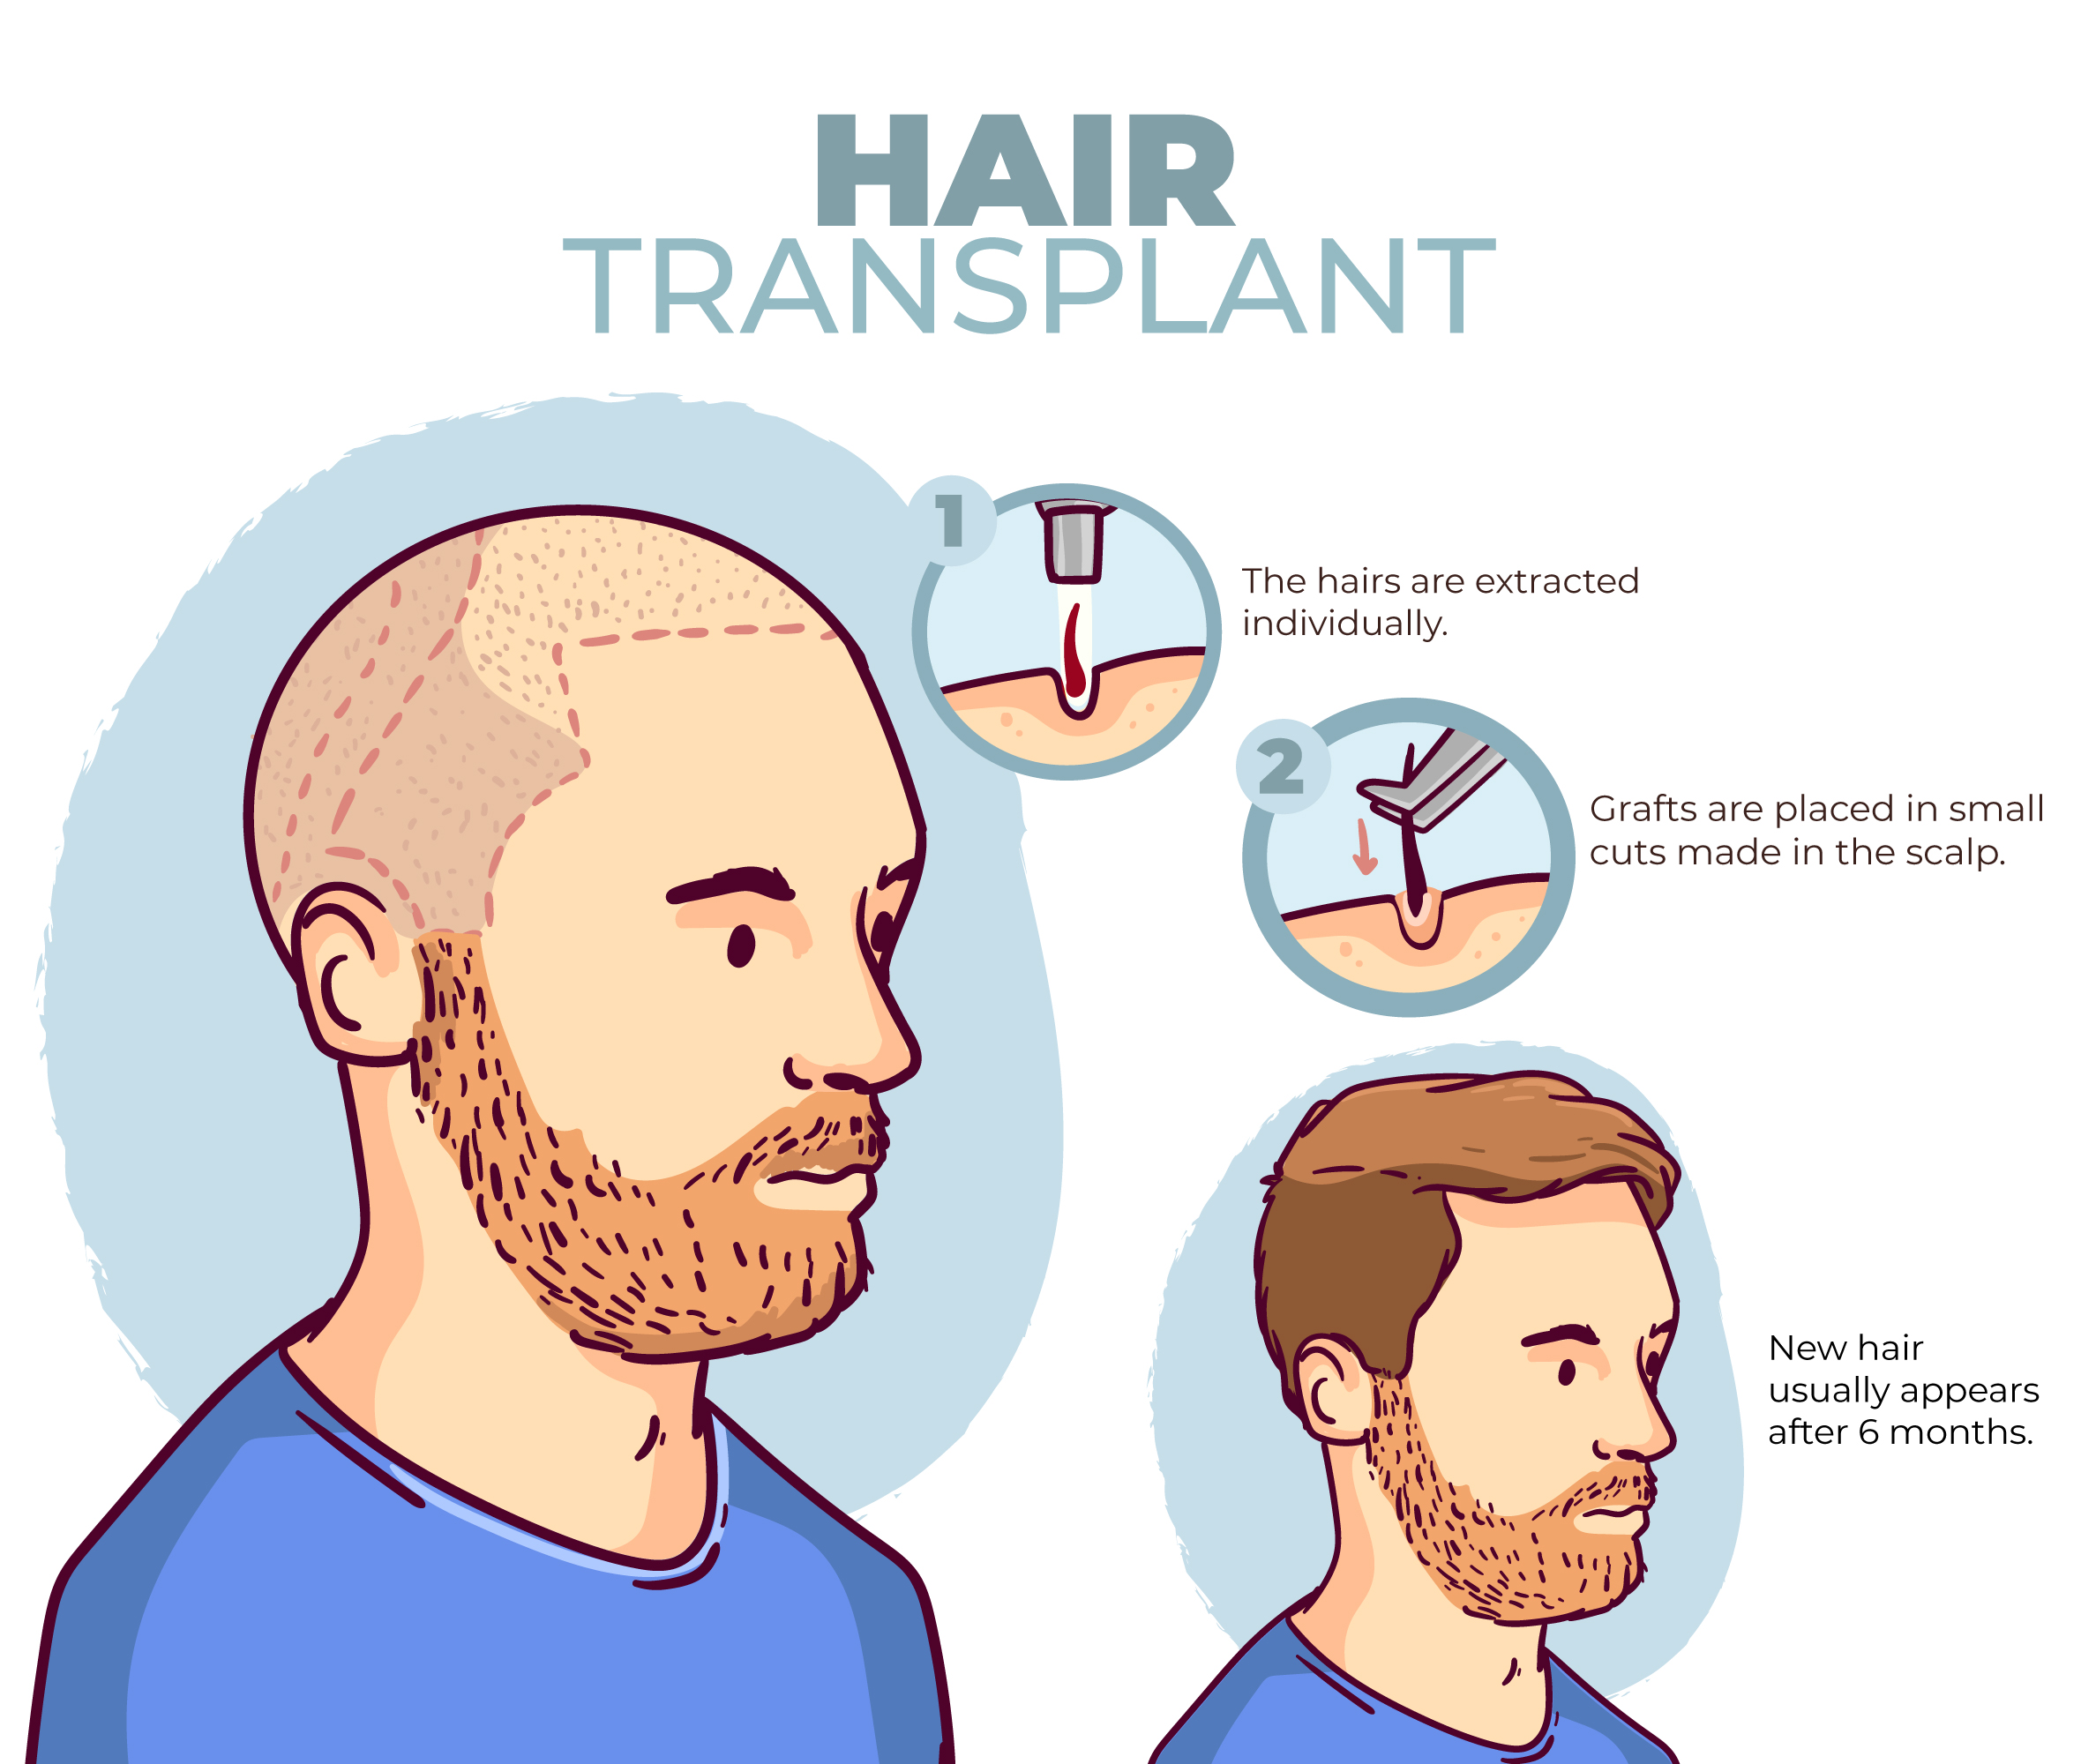 HAIR
TRANSPLANT
1
The hairs are extracted
individually.
2
Grafts are placed in small
cuts made in the scalp.
New hair
usually appears
after 6 months.